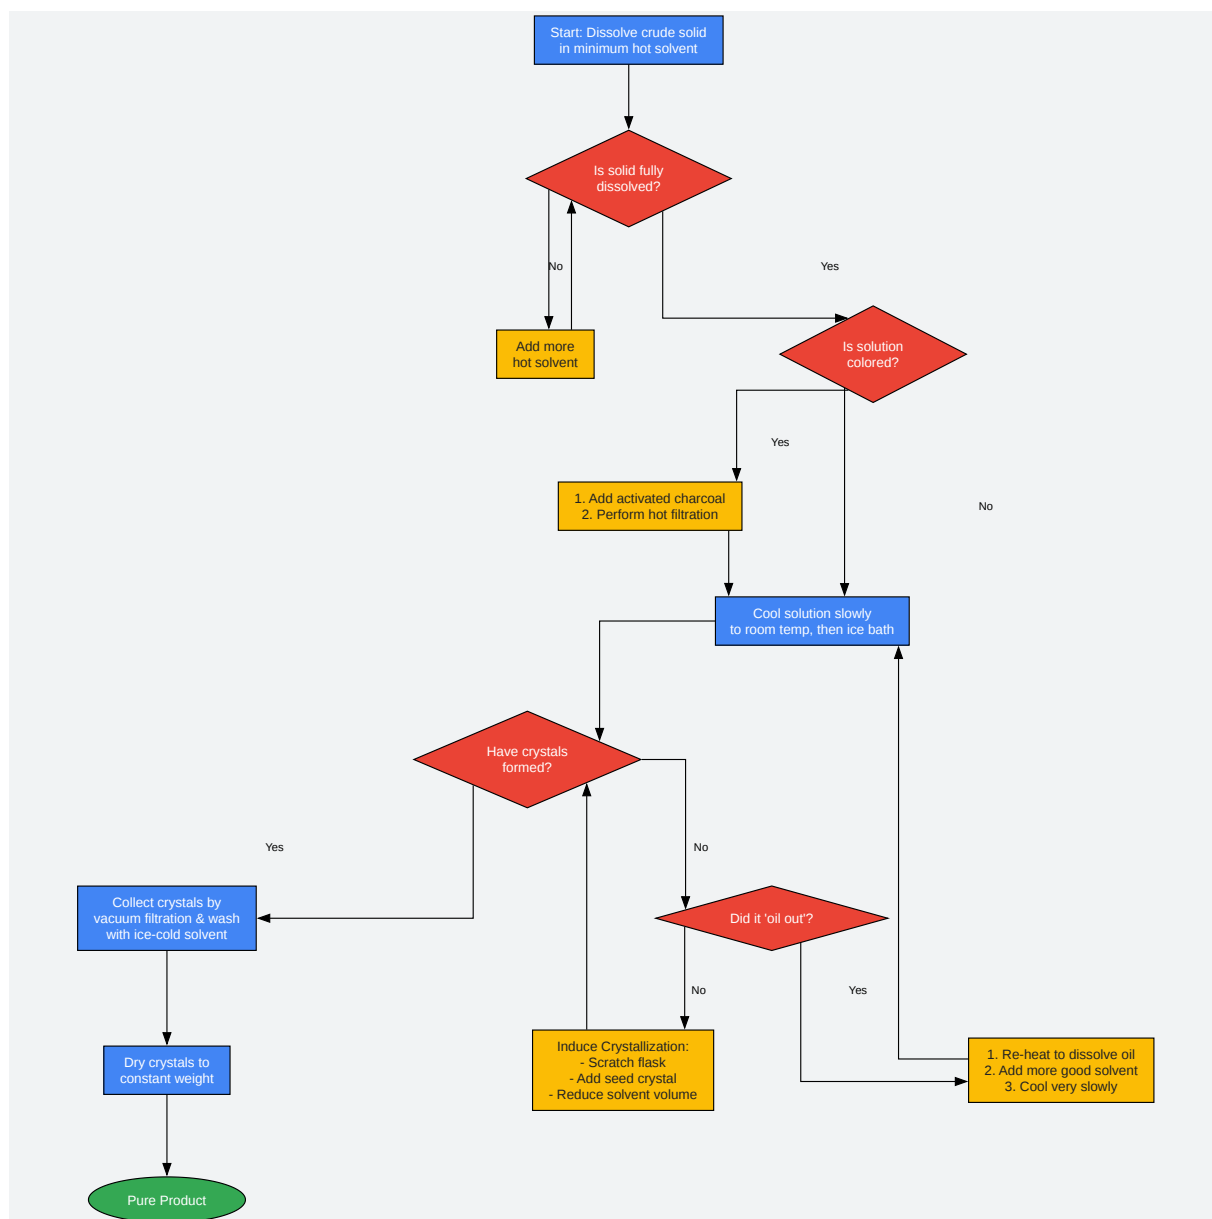 Start: Dissolve crude solid
in minimum hot solvent
Is solid fully
dissolved?
No
Yes
Add more
hot solvent
Is solution
colored?
Yes
1. Add activated charcoal
2. Perform hot filtration
No
Cool solution slowly
to room temp, then ice bath
Have crystals
formed?
Yes
No
Collect crystals by
vacuum filtration & wash
with ice-cold solvent
Did it 'oil out'?
No
Yes
Dry crystals to
constant weight
Induce Crystallization:
- Scratch flask
- Add seed crystal
- Reduce solvent volume
1. Re-heat to dissolve oil
2. Add more good solvent
3. Cool very slowly
Pure Product